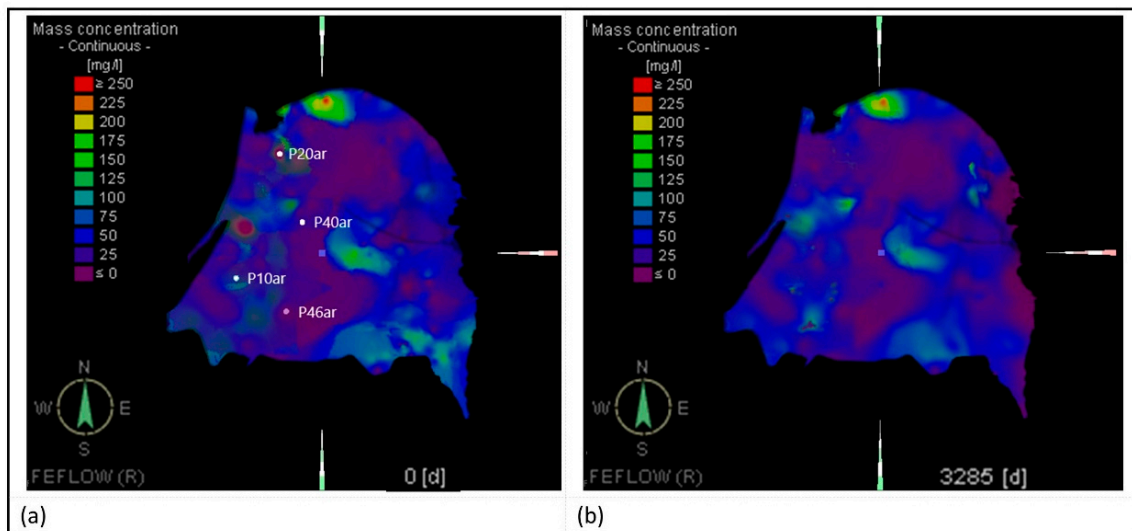 Mass concentration
- Continuous -
[mg/l]
≥ 250
225
200
175
150
125
100
75
50
25
≤ 0
P20ar
P40ar
P10ar
P46ar
N
W E
S
FEFLOW (R)
0 [d]
(a)
Mass concentration
- Continuous -
[mg/l]
≥ 250
225
200
175
150
125
100
75
50
25
≤ 0
N
W E
S
FEFLOW (R)
3285 [d]
(b)